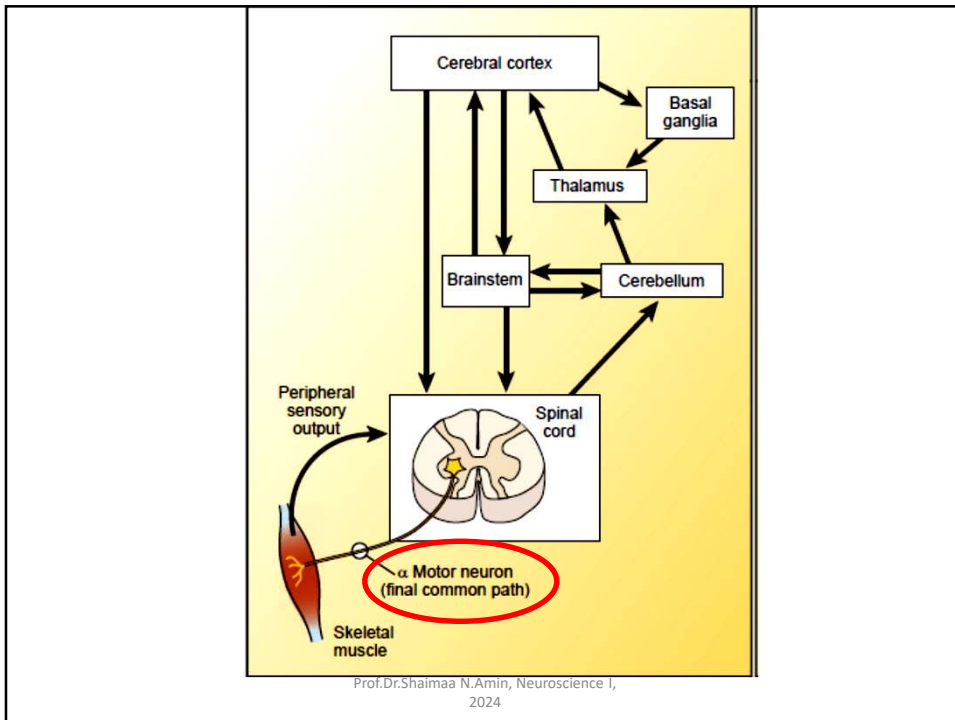 Cerebral cortex
Basal
ganglia
Thalamus
Brainstem
Cerebellum
Peripheral
sensory
output
Spinal
cord
α Motor neuron
(final common path)
Skeletal
muscle
Prof.Dr.Shaimaa N.Amin, Neuroscience I,
2024